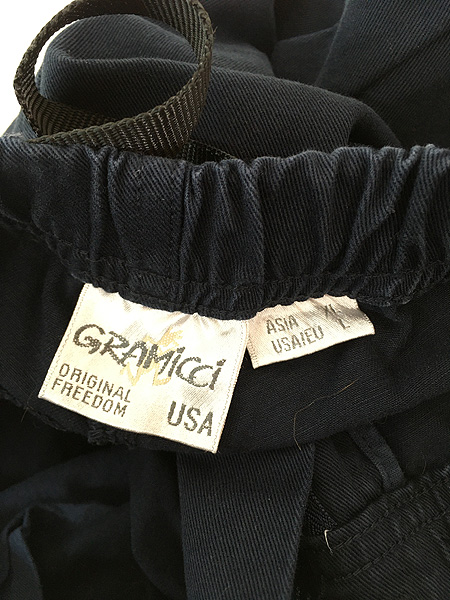 GRAMiCCi
ORIGINAL
FREEDOM
USA
ASIA XL
USA/EU L